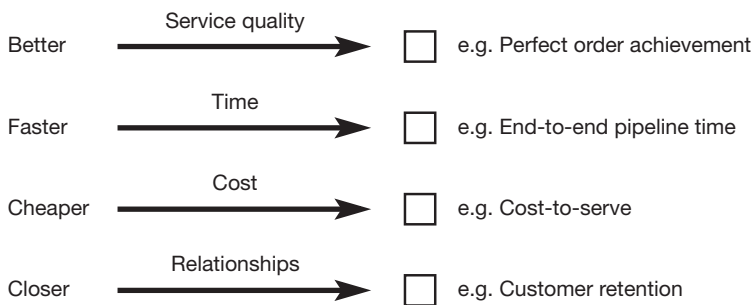 Service quality
Better
e.g. Perfect order achievement
Time
Faster
e.g. End-to-end pipeline time
Cost
Cheaper
e.g. Cost-to-serve
Relationships
Closer
e.g. Customer retention